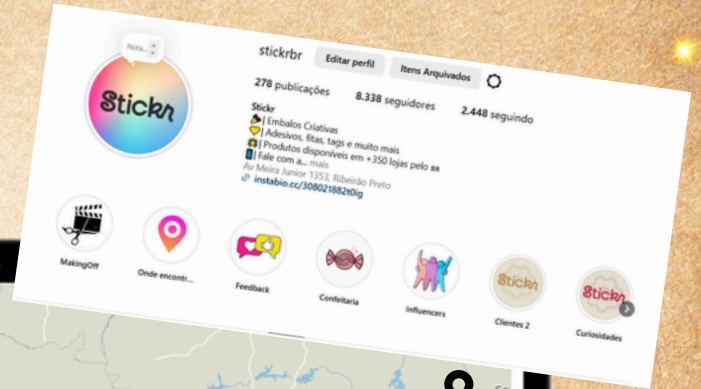 Nota...
Stickr
stickrbr
Editar perfil
Itens Arquivados
278 publicações
8.338 seguidores
2.448 seguindo
Stickr
| Embalos Criativas
| Adesivos, fitas, tags e muito mais
| Produtos disponíveis em +350 lojas pelo BR
| Fale com a... mais
Av Meira Junior 1353, Ribeirão Preto
instabio.cc/308021882t0ig
MakingOff
Onde encontr...
Feedback
Confeitaria
Influencers
Stickr
Clientes 2
Stickr
Curiosidades